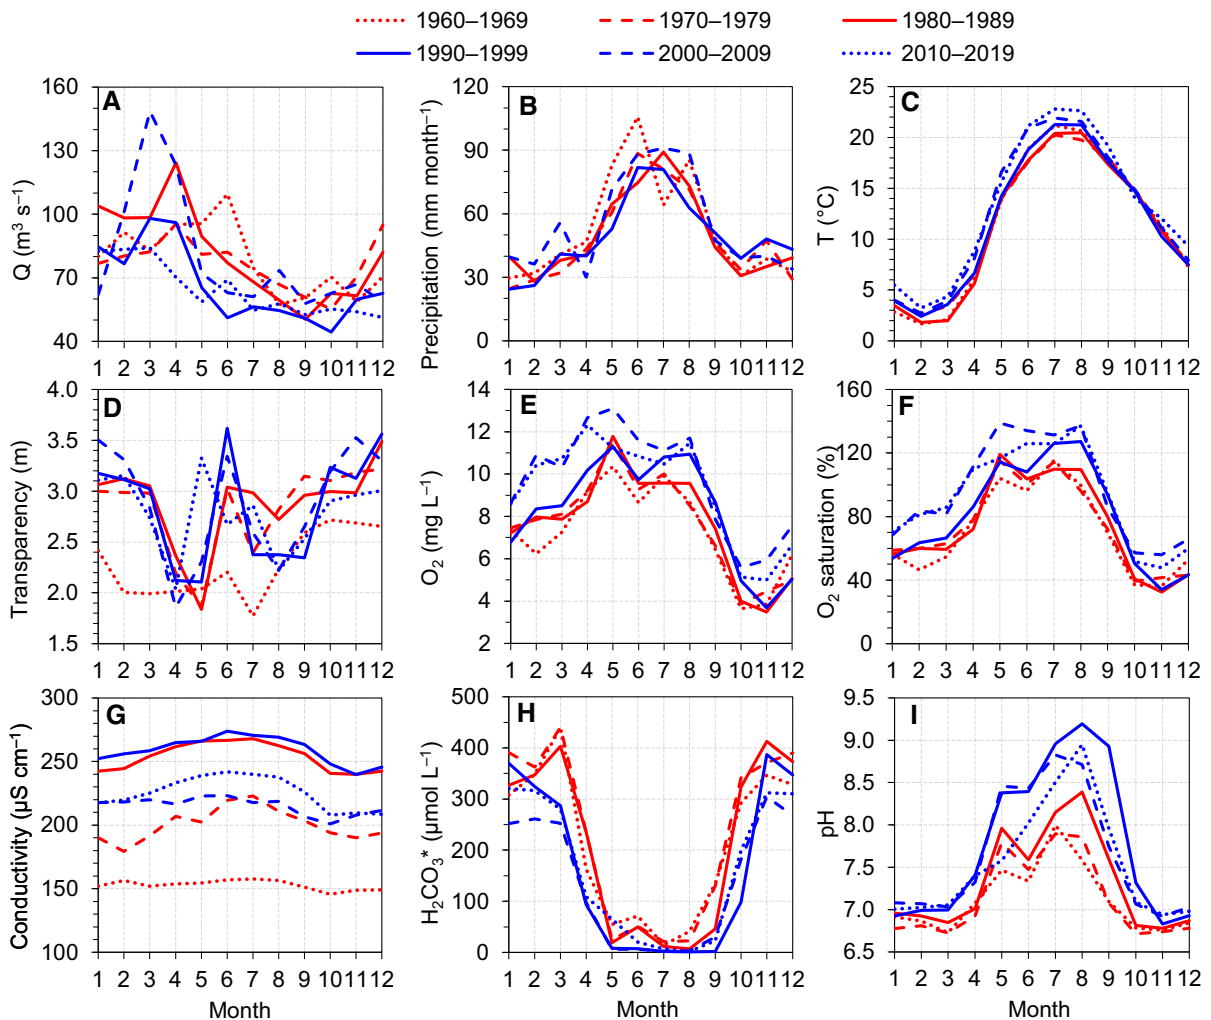 1960–1969 1970–1979 1980–1989
1990–1999 2000–2009 2010–2019
A
160
130
100
70
40
Q (m³ s⁻¹)
1 2 3 4 5 6 7 8 9 10 11 12
B
120
90
60
30
0
Precipitation (mm month⁻¹)
1 2 3 4 5 6 7 8 9 10 11 12
C
25
20
15
10
5
0
T (°C)
1 2 3 4 5 6 7 8 9 10 11 12
D
4.0
3.5
3.0
2.5
2.0
1.5
Transparency (m)
1 2 3 4 5 6 7 8 9 10 11 12
E
14
12
10
8
6
4
2
O₂ (mg L⁻¹)
1 2 3 4 5 6 7 8 9 10 11 12
F
160
120
80
40
0
O₂ saturation (%)
1 2 3 4 5 6 7 8 9 10 11 12
G
300
250
200
150
100
Conductivity (µS cm⁻¹)
1 2 3 4 5 6 7 8 9 10 11 12
Month
H
500
400
300
200
100
0
H₂CO₃* (µmol L⁻¹)
1 2 3 4 5 6 7 8 9 10 11 12
Month
I
9.5
9.0
8.5
8.0
7.5
7.0
6.5
pH
1 2 3 4 5 6 7 8 9 10 11 12
Month